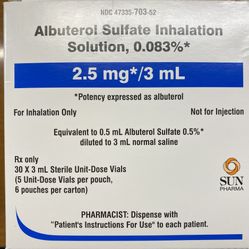 NDC 47335-703-52
Albuterol Sulfate Inhalation
Solution, 0.083%*
2.5 mg*/3 mL
*Potency expressed as albuterol
For Inhalation Only
Not for Injection
Equivalent to 0.5 mL Albuterol Sulfate 0.5%*
diluted to 3 mL normal saline
Rx only
30 X 3 mL Sterile Unit-Dose Vials
(5 Unit-Dose Vials per pouch,
6 pouches per carton)
SUN
PHARMA
PHARMACIST: Dispense with
"Patient's Instructions For Use" to each patient.